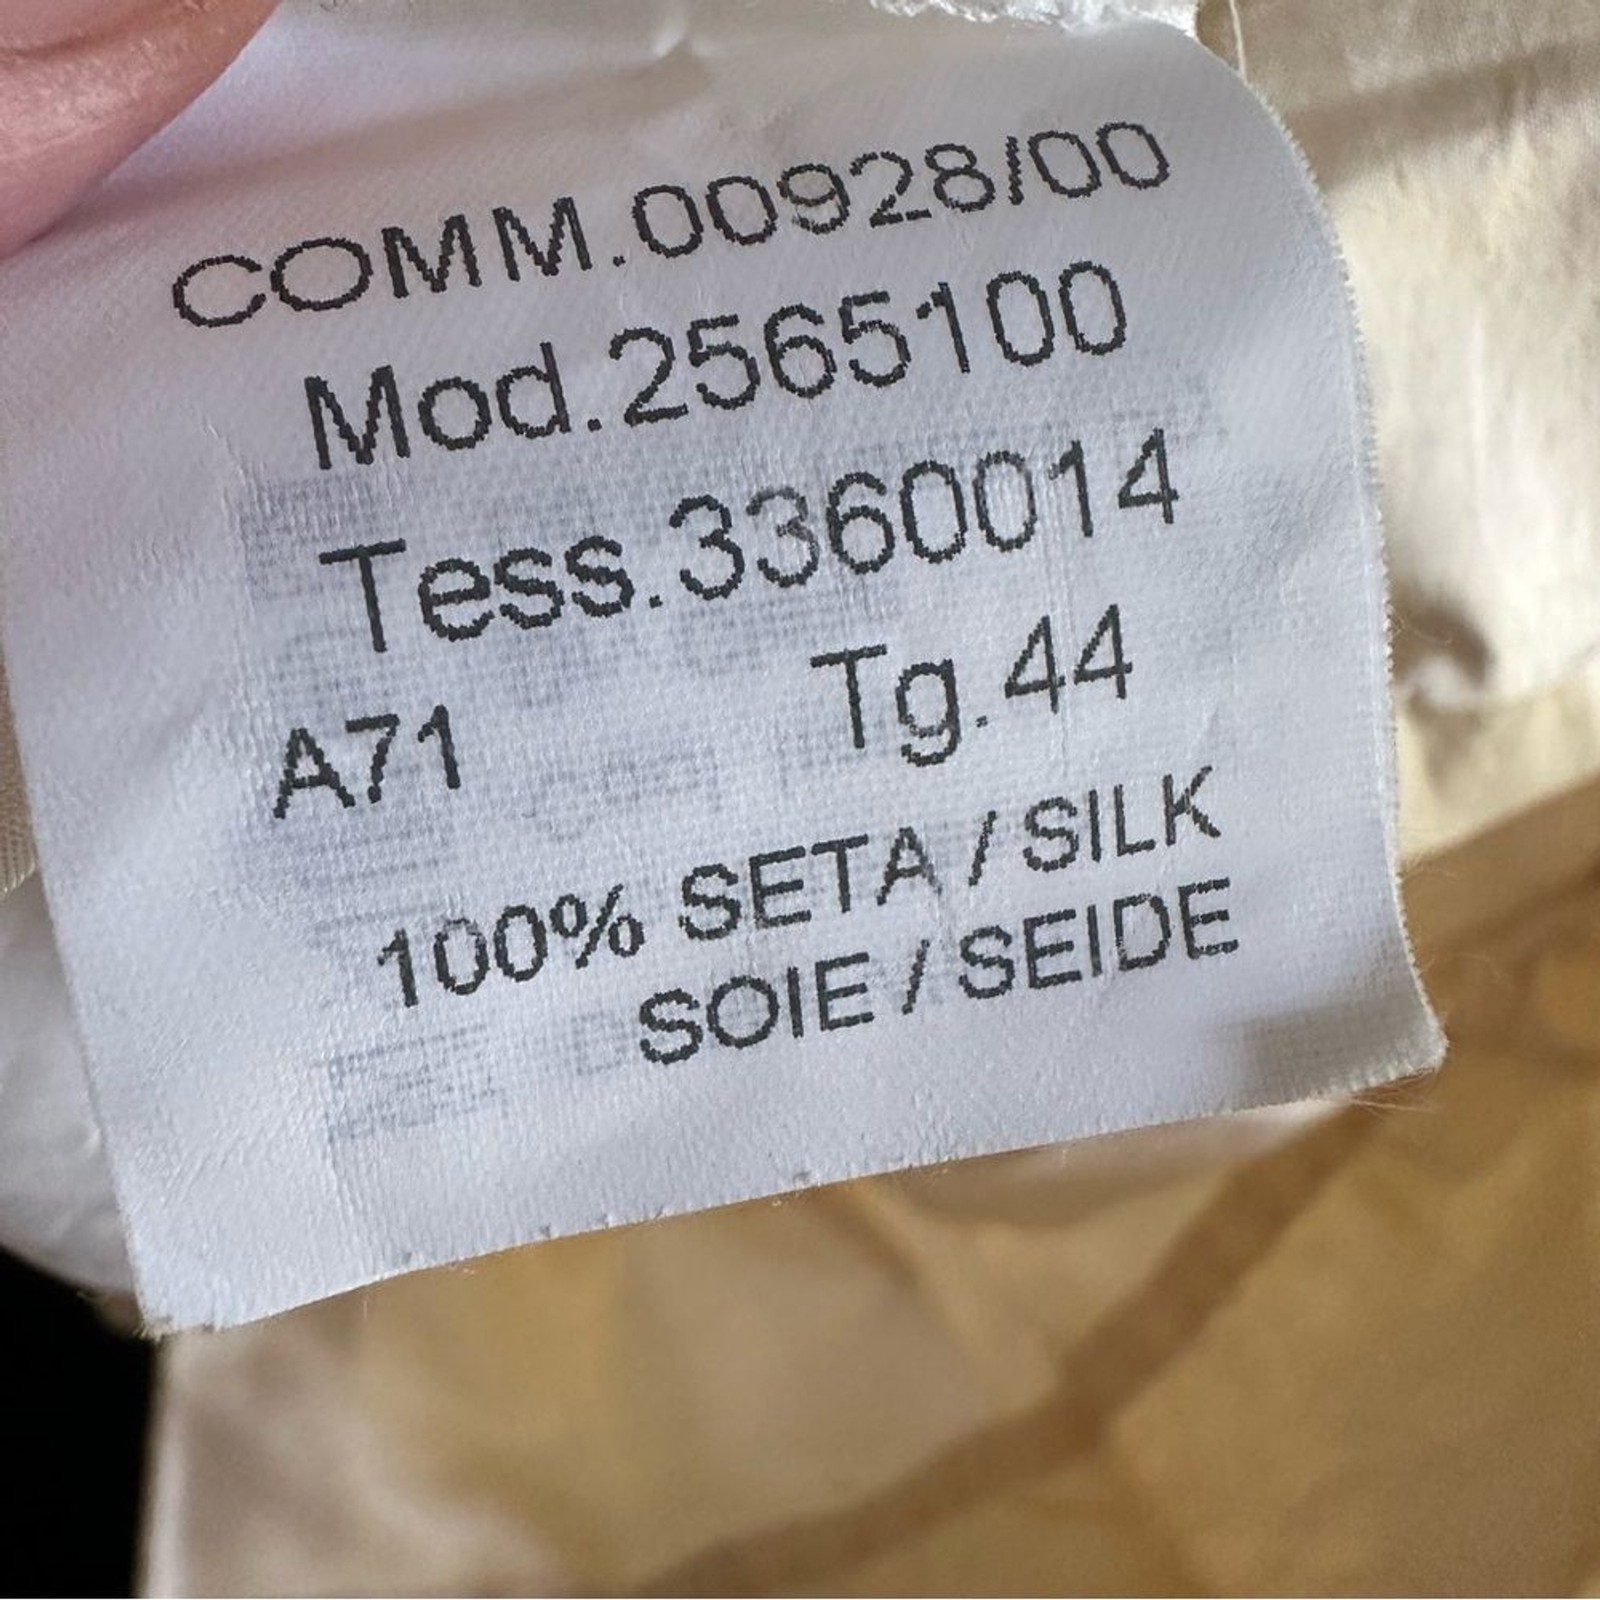 COMM.00928/00
Mod.2565100
Tess.3360014
A71 Tg.44
100% SETA / SILK
SOIE / SEIDE